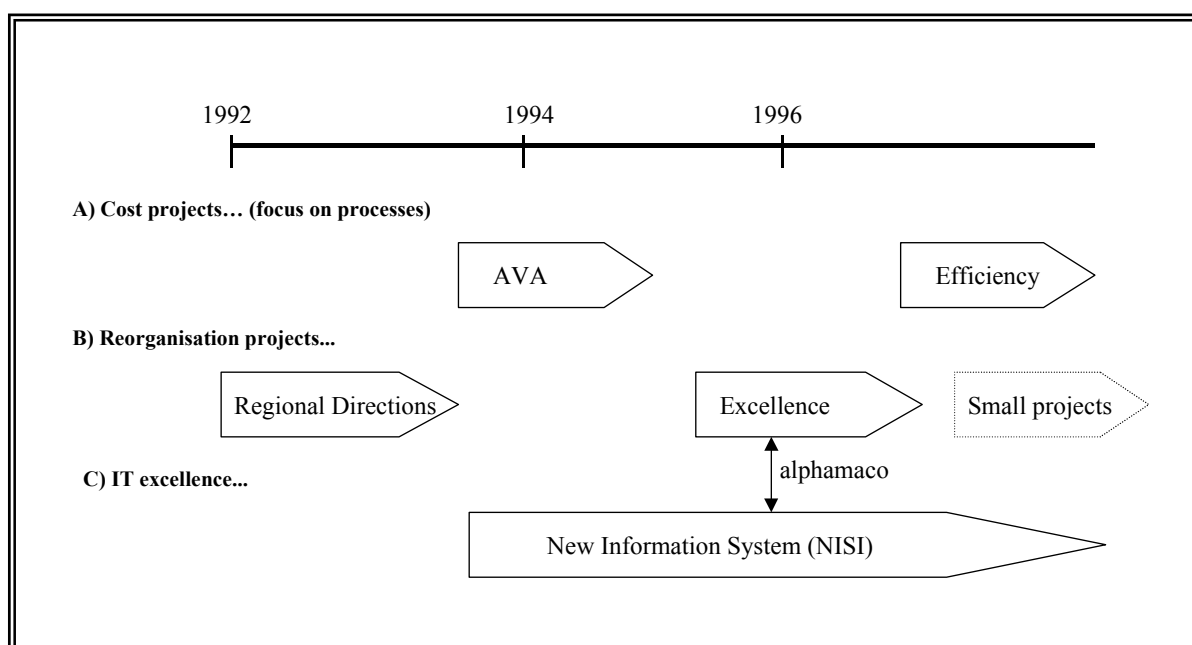 1992 1994 1996
A) Cost projects… (focus on processes)
AVA Efficiency
B) Reorganisation projects...
Regional Directions Excellence Small projects
alphamaco
C) IT excellence...
New Information System (NISI)